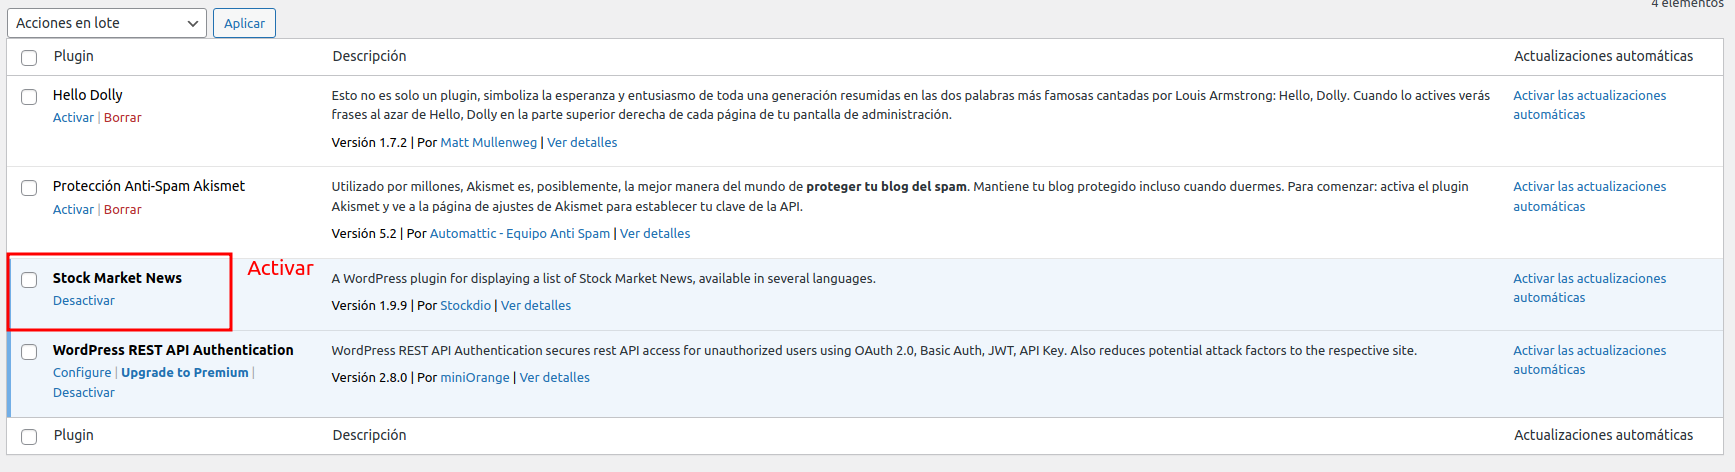 4 elementos
Acciones en lote Aplicar
Plugin Descripción Actualizaciones automáticas
Hello Dolly
Activar | Borrar
Esto no es solo un plugin, simboliza la esperanza y entusiasmo de toda una generación resumidas en las dos palabras más famosas cantadas por Louis Armstrong: Hello, Dolly. Cuando lo actives verás
frases al azar de Hello, Dolly en la parte superior derecha de cada página de tu pantalla de administración.
Versión 1.7.2 | Por Matt Mullenweg | Ver detalles
Activar las actualizaciones
automáticas
Protección Anti-Spam Akismet
Activar | Borrar
Utilizado por millones, Akismet es, posiblemente, la mejor manera del mundo de proteger tu blog del spam. Mantiene tu blog protegido incluso cuando duermes. Para comenzar: activa el plugin
Akismet y ve a la página de ajustes de Akismet para establecer tu clave de la API.
Versión 5.2 | Por Automattic - Equipo Anti Spam | Ver detalles
Activar las actualizaciones
automáticas
Stock Market News
Desactivar
Activar
A WordPress plugin for displaying a list of Stock Market News, available in several languages.
Versión 1.9.9 | Por Stockdio | Ver detalles
Activar las actualizaciones
automáticas
WordPress REST API Authentication
Configure | Upgrade to Premium |
Desactivar
WordPress REST API Authentication secures rest API access for unauthorized users using OAuth 2.0, Basic Auth, JWT, API Key. Also reduces potential attack factors to the respective site.
Versión 2.8.0 | Por miniOrange | Ver detalles
Activar las actualizaciones
automáticas
Plugin Descripción Actualizaciones automáticas